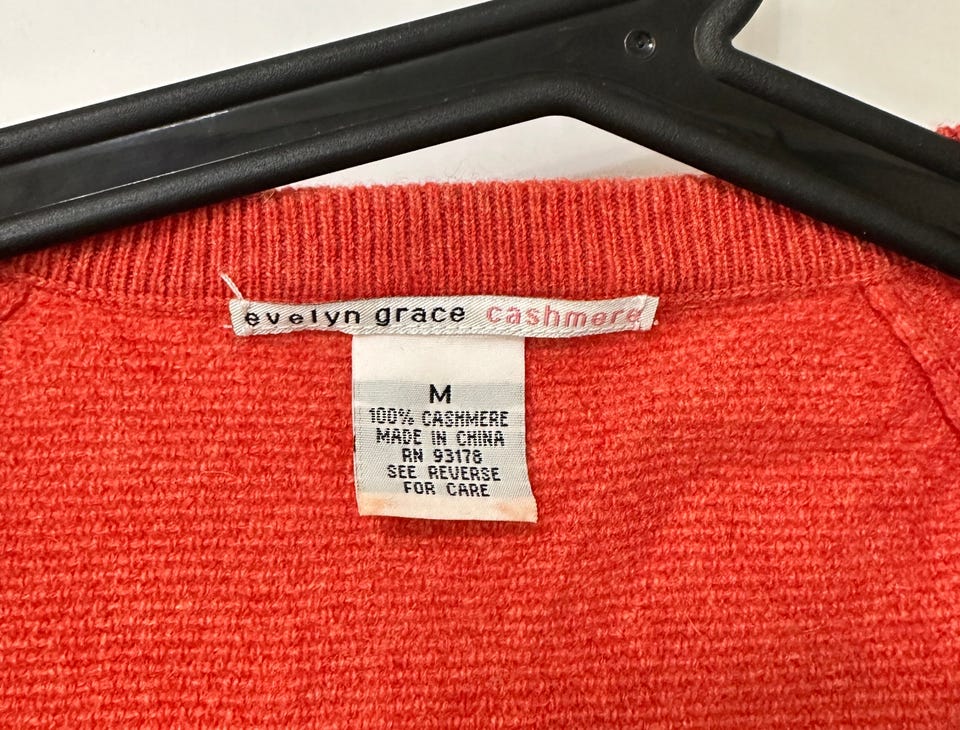 evelyn grace cashmere
M
100% CASHMERE
MADE IN CHINA
RN 93178
SEE REVERSE
FOR CARE